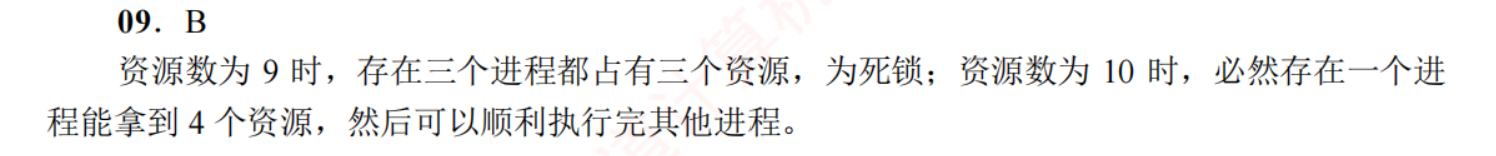 09. B
资源数为 9 时，存在三个进程都占有三个资源，为死锁；资源数为 10 时，必然存在一个进
程能拿到 4 个资源，然后可以顺利执行完其他进程。
计算机